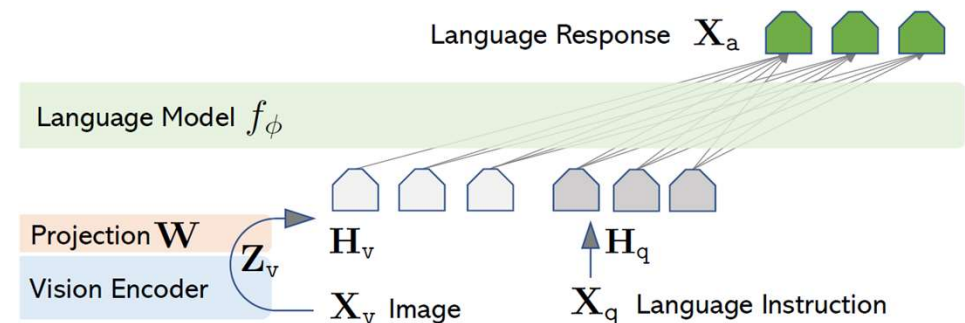 Language Response X_a
Language Model f_ϕ
Projection W
Z_v
H_v
H_q
Vision Encoder
X_v Image
X_q Language Instruction